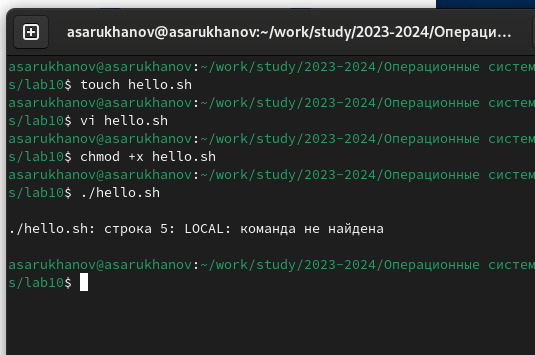 asarukhanov@asarukhanov:~/work/study/2023-2024/Операци...
asarukhanov@asarukhanov:~/work/study/2023-2024/Операционные систем
s/lab10$ touch hello.sh
asarukhanov@asarukhanov:~/work/study/2023-2024/Операционные систем
s/lab10$ vi hello.sh
asarukhanov@asarukhanov:~/work/study/2023-2024/Операционные систем
s/lab10$ chmod +x hello.sh
asarukhanov@asarukhanov:~/work/study/2023-2024/Операционные систем
s/lab10$ ./hello.sh
./hello.sh: строка 5: LOCAL: команда не найдена
asarukhanov@asarukhanov:~/work/study/2023-2024/Операционные систем
s/lab10$